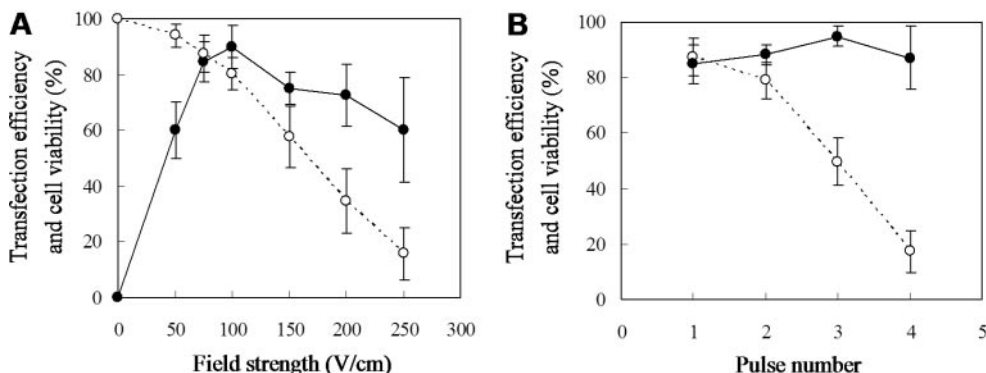 A
Transfection efficiency
and cell viability (%)
100
80
60
40
20
0
0 50 100 150 200 250 300
Field strength (V/cm)
B
Transfection efficiency
and cell viability (%)
100
80
60
40
20
0
0 1 2 3 4 5
Pulse number